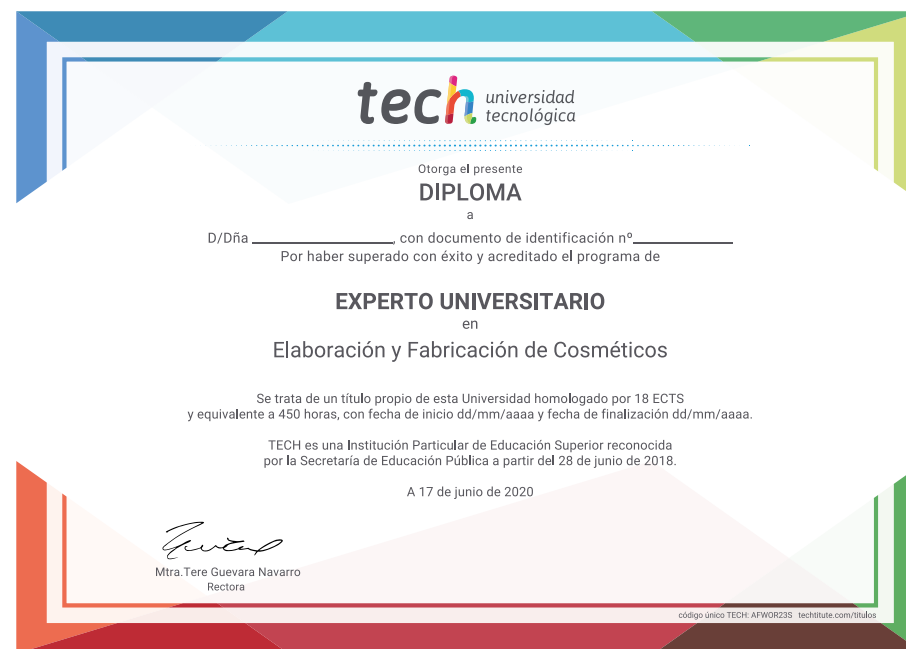 tech universidad
tecnológica
Otorga el presente
DIPLOMA
a
D/Dña ____________________, con documento de identificación nº______________
Por haber superado con éxito y acreditado el programa de
EXPERTO UNIVERSITARIO
en
Elaboración y Fabricación de Cosméticos
Se trata de un título propio de esta Universidad homologado por 18 ECTS
y equivalente a 450 horas, con fecha de inicio dd/mm/aaaa y fecha de finalización dd/mm/aaaa.
TECH es una Institución Particular de Educación Superior reconocida
por la Secretaría de Educación Pública a partir del 28 de junio de 2018.
A 17 de junio de 2020
Mtra.Tere Guevara Navarro
Rectora
código único TECH: AFWOR23S techtitute.com/titulos